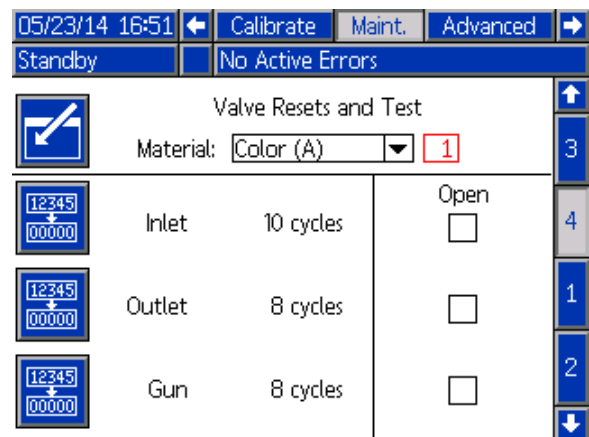 05/23/14 16:51 Calibrate Maint. Advanced
Standby No Active Errors
Valve Resets and Test
Material: Color (A) 1
3
Open
12345
00000
Inlet 10 cycles
4
12345
00000
Outlet 8 cycles
1
12345
00000
Gun 8 cycles
2